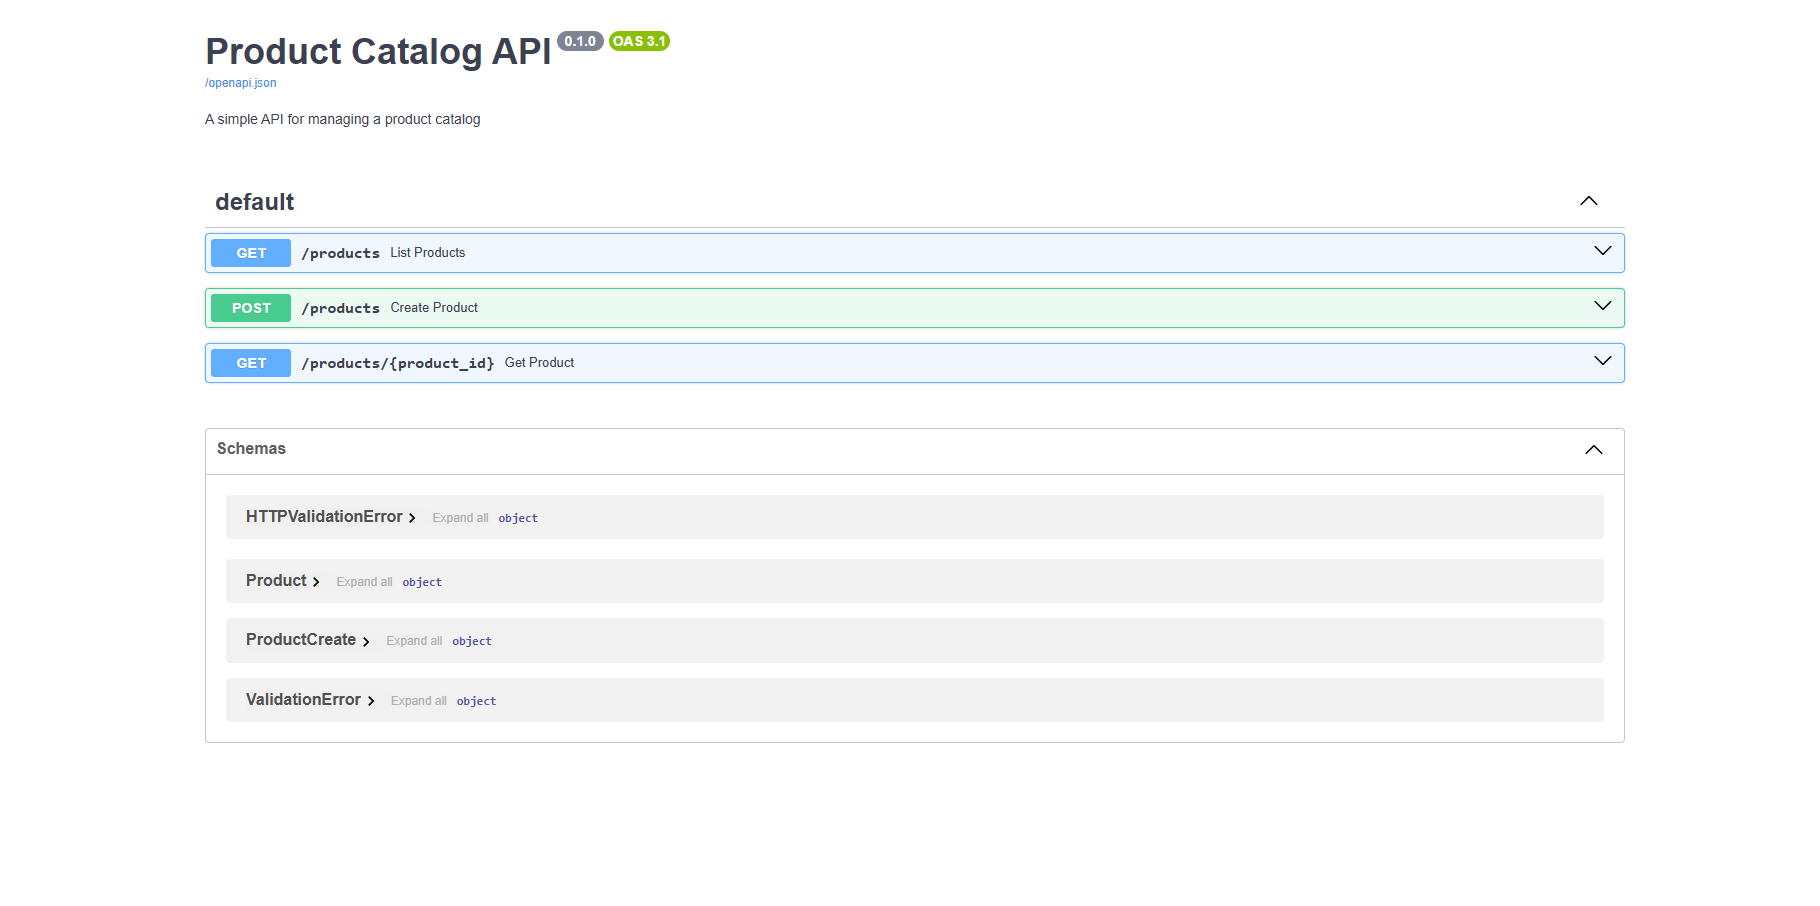 Product Catalog API 0.1.0 OAS 3.1
/openapi.json
A simple API for managing a product catalog
default
GET /products List Products
POST /products Create Product
GET /products/{product_id} Get Product
Schemas
HTTPValidationError Expand all object
Product Expand all object
ProductCreate Expand all object
ValidationError Expand all object